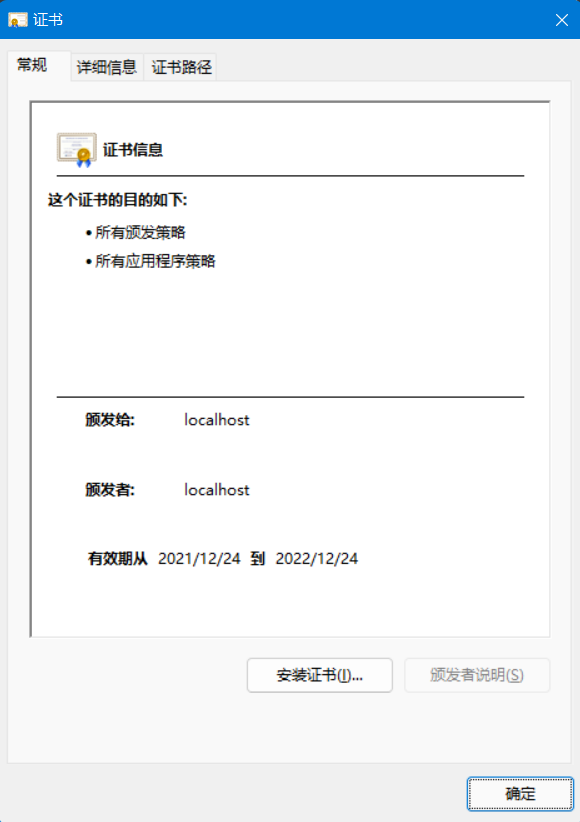 证书
常规 详细信息 证书路径
证书信息
这个证书的目的如下:
• 所有颁发策略
• 所有应用程序策略
颁发给: localhost
颁发者: localhost
有效期从 2021/12/24 到 2022/12/24
安装证书(I)... 颁发者说明(S)
确定